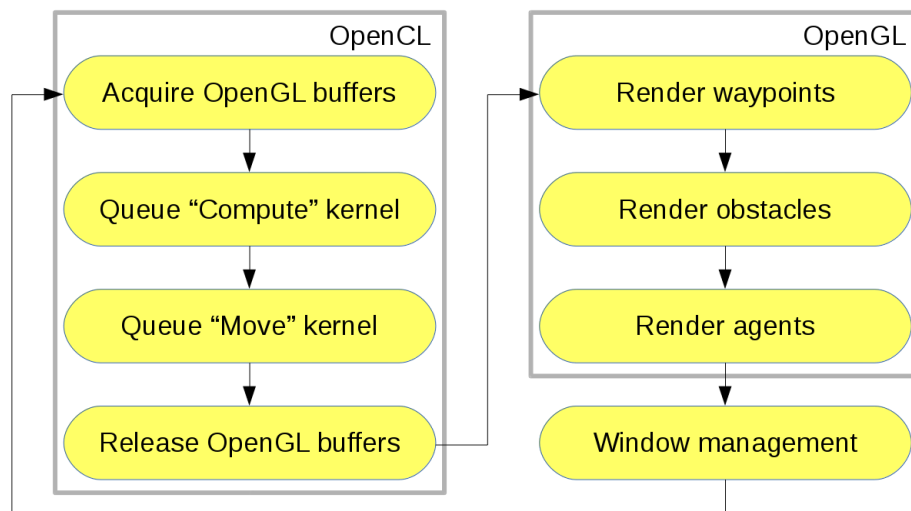 OpenCL
Acquire OpenGL buffers
Queue “Compute” kernel
Queue “Move” kernel
Release OpenGL buffers
OpenGL
Render waypoints
Render obstacles
Render agents
Window management